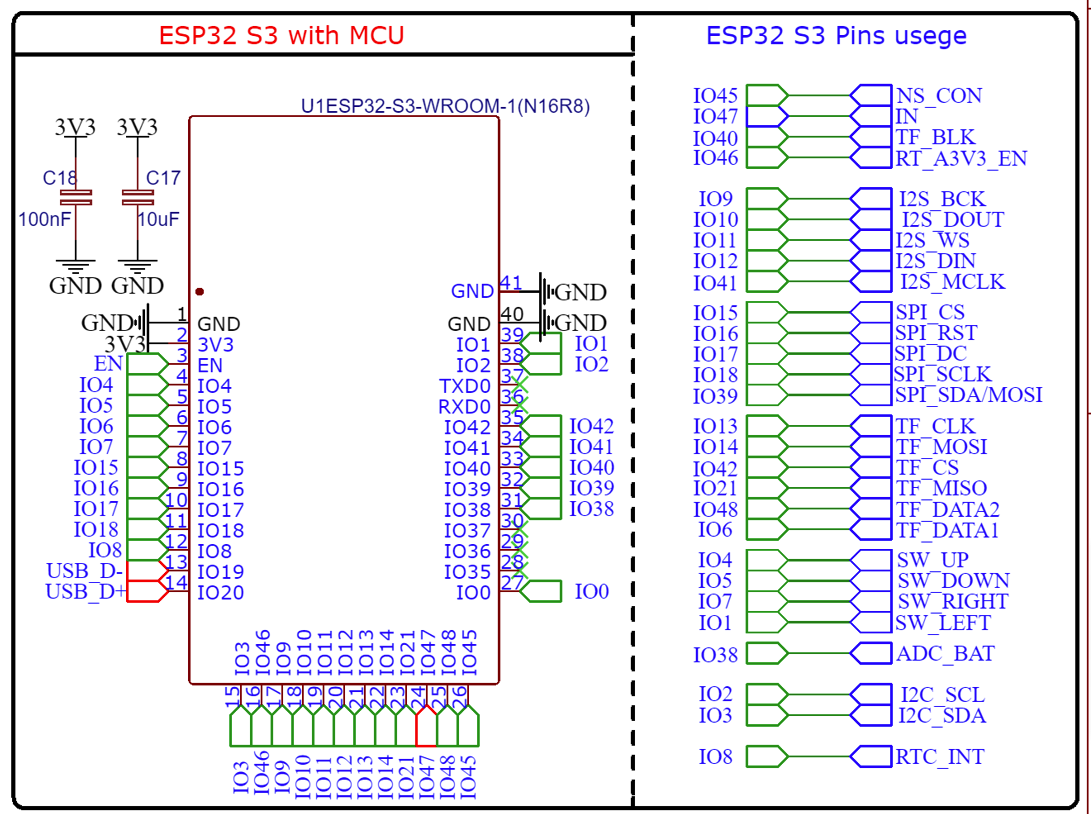 ESP32 S3 with MCU
ESP32 S3 Pins usege
U1ESP32-S3-WROOM-1(N16R8)
3V3 3V3
C18 C17
100nF 10uF
GND GND
GND 41 GND
GND 1 GND
GND 40 GND
3V3 2 3V3
IO1 39 IO1
EN 3 EN
IO2 38 IO2
IO4 4 IO4
TXD0 37
IO5 5 IO5
RXD0 36
IO6 6 IO6
IO42 35 IO42
IO7 7 IO7
IO41 34 IO41
IO15 8 IO15
IO40 33 IO40
IO16 9 IO16
IO39 32 IO39
IO17 10 IO17
IO38 31 IO38
IO18 11 IO18
IO37 30
IO8 12 IO8
IO36 29
USB_D- 13 IO19
IO35 28
USB_D+ 14 IO20
IO0 27 IO0
IO3 IO46 IO9 IO10 IO11 IO12 IO13 IO14 IO21 IO47 IO48 IO45
15 16 17 18 19 20 21 22 23 24 25 26
IO3 IO46 IO9 IO10 IO11 IO12 IO13 IO14 IO21 IO47 IO48 IO45
IO45 NS_CON
IO47 IN
IO40 TF_BLK
IO46 RT_A3V3_EN
IO9 I2S_BCK
IO10 I2S_DOUT
IO11 I2S_WS
IO12 I2S_DIN
IO41 I2S_MCLK
IO15 SPI_CS
IO16 SPI_RST
IO17 SPI_DC
IO18 SPI_SCLK
IO39 SPI_SDA/MOSI
IO13 TF_CLK
IO14 TF_MOSI
IO42 TF_CS
IO21 TF_MISO
IO48 TF_DATA2
IO6 TF_DATA1
IO4 SW_UP
IO5 SW_DOWN
IO7 SW_RIGHT
IO1 SW_LEFT
IO38 ADC_BAT
IO2 I2C_SCL
IO3 I2C_SDA
IO8 RTC_INT